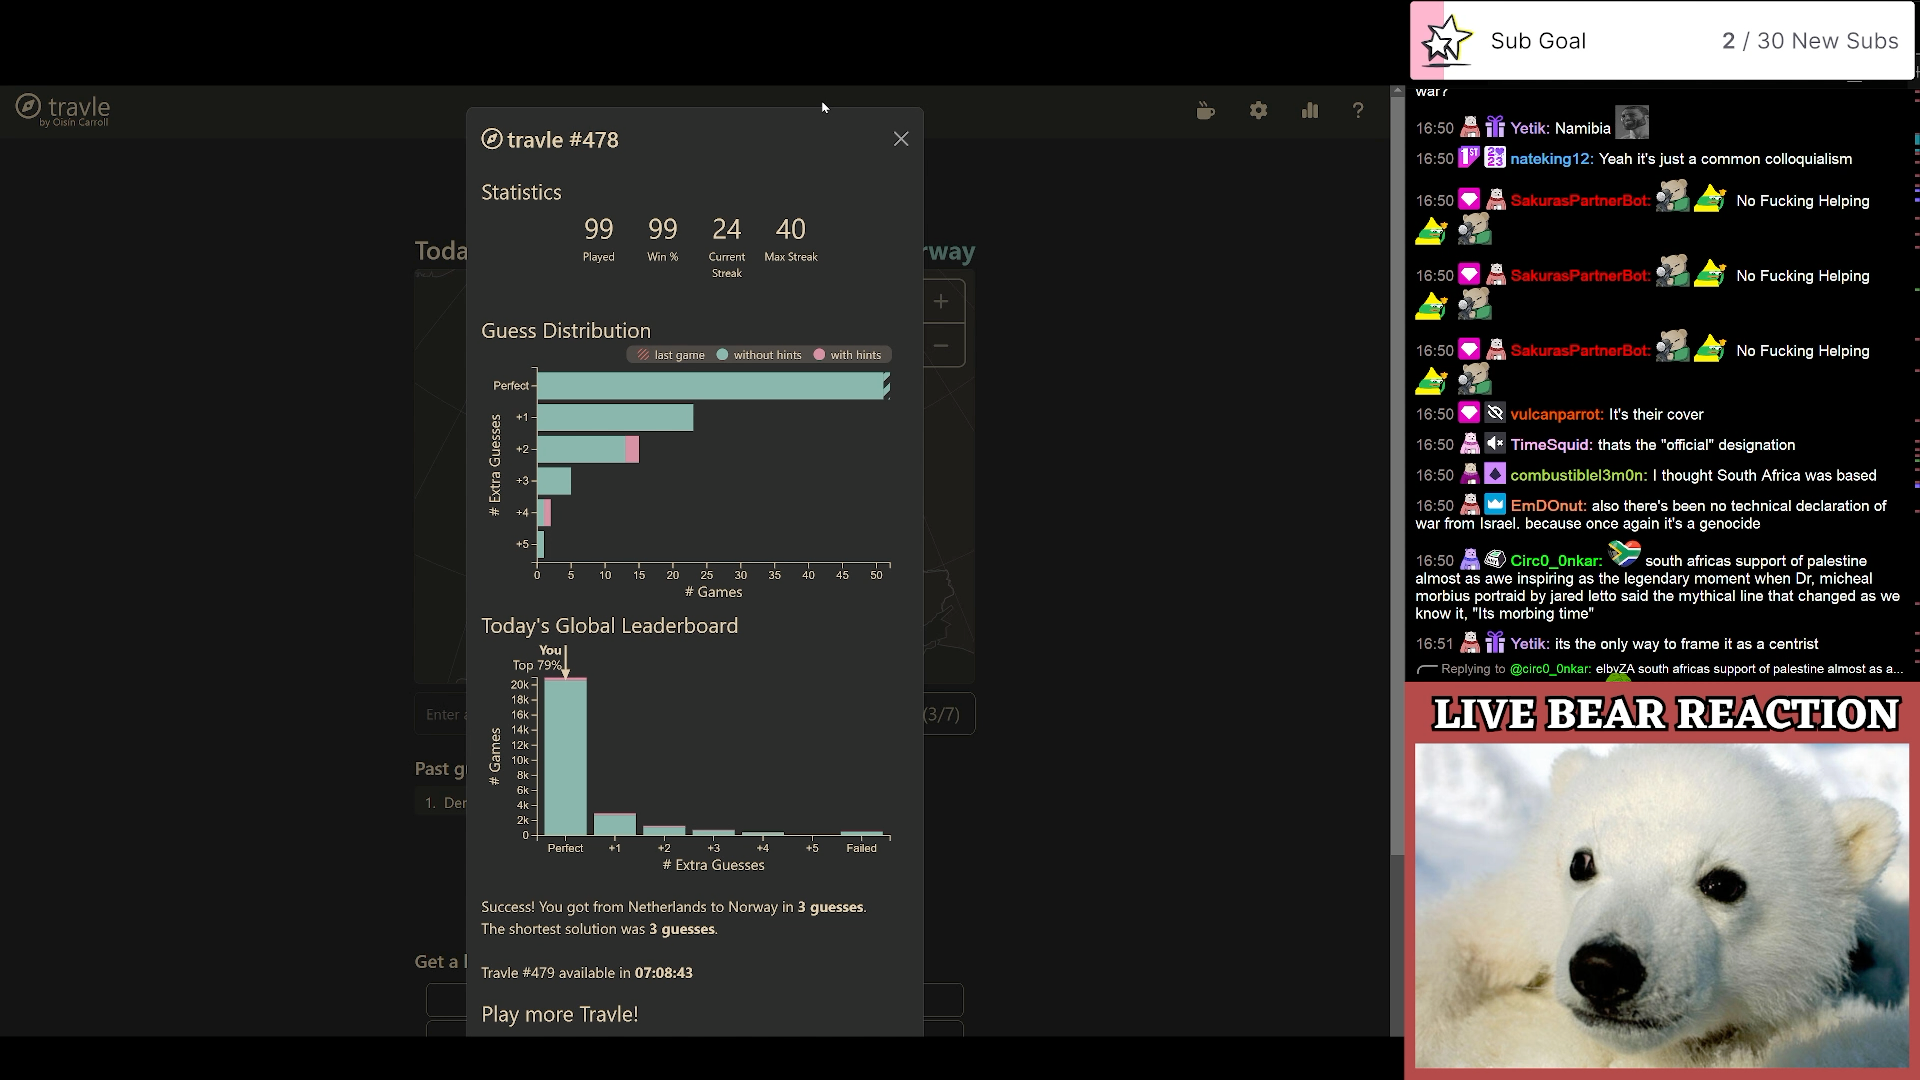 Sub Goal
2 / 30 New Subs
travle
by Oisín Carroll
?
travle #478
Statistics
99
99
24
40
Played
Win %
Current
Streak
Max Streak
Toda
rway
Guess Distribution
last game
without hints
with hints
Perfect
+1
+2
+3
+4
+5
# Extra Guesses
0
5
10
15
20
25
30
35
40
45
50
# Games
Today's Global Leaderboard
You
Top 79%
20k
18k
16k
14k
12k
10k
8k
6k
4k
2k
0
# Games
Perfect
+1
+2
+3
+4
+5
Failed
# Extra Guesses
Enter a
(3/7)
Past g
1. Der
Get a
Success! You got from Netherlands to Norway in 3 guesses.
The shortest solution was 3 guesses.
Travle #479 available in 07:08:43
Play more Travle!
war?
16:50 Yetik: Namibia
16:50 nateking12: Yeah it's just a common colloquialism
16:50 SakurasPartnerBot: No Fucking Helping
16:50 SakurasPartnerBot: No Fucking Helping
16:50 SakurasPartnerBot: No Fucking Helping
16:50 vulcanparrot: It's their cover
16:50 TimeSquid: thats the "official" designation
16:50 combustibleI3m0n: I thought South Africa was based
16:50 EmDOnut: also there's been no technical declaration of
war from Israel. because once again it's a genocide
16:50 Circ0_0nkar: south africas support of palestine
almost as awe inspiring as the legendary moment when Dr, micheal
morbius portraid by jared letto said the mythical line that changed as we
know it, "Its morbing time"
16:51 Yetik: its the only way to frame it as a centrist
Replying to @circ0_0nkar: elbyZA south africas support of palestine almost as a...
LIVE BEAR REACTION